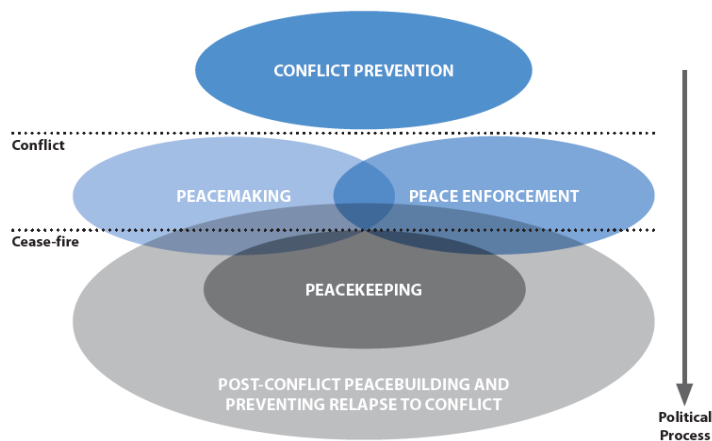 CONFLICT PREVENTION
Conflict
PEACEMAKING
PEACE ENFORCEMENT
Cease-fire
PEACEKEEPING
POST-CONFLICT PEACEBUILDING AND
PREVENTING RELAPSE TO CONFLICT
Political
Process